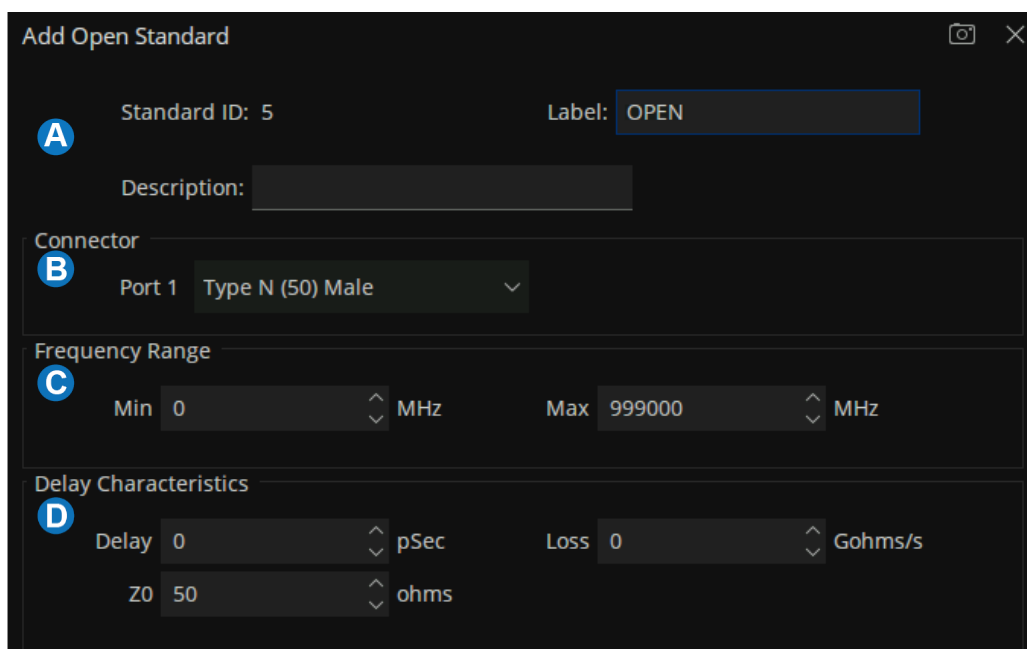 Add Open Standard
Standard ID: 5 Label: OPEN
A
Description:
Connector
B
Port 1 Type N (50) Male
Frequency Range
C
Min 0 MHz Max 999000 MHz
Delay Characteristics
D
Delay 0 pSec Loss 0 Gohms/s
Z0 50 ohms